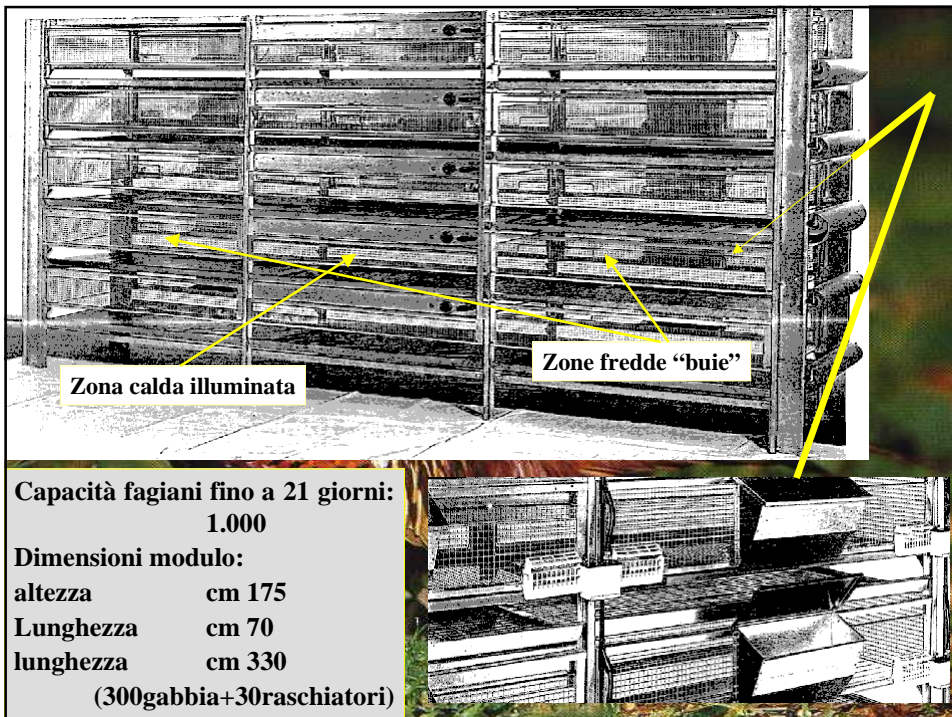 Zona calda illuminata
Zone fredde “buie”
Capacità fagiani fino a 21 giorni:
1.000
Dimensioni modulo:
altezza cm 175
Lunghezza cm 70
lunghezza cm 330
(300gabbia+30raschiatori)